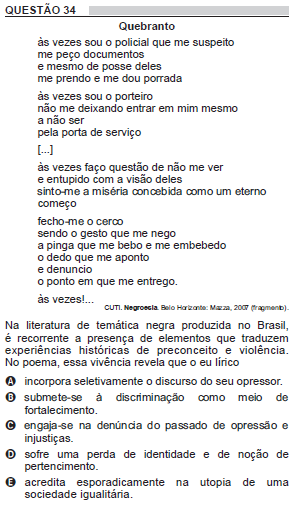 QUESTÃO 34
Quebranto
às vezes sou o policial que me suspeito
me peço documentos
e mesmo de posse deles
me prendo e me dou porrada
às vezes sou o porteiro
não me deixando entrar em mim mesmo
a não ser
pela porta de serviço
[...]
às vezes faço questão de não me ver
e entupido com a visão deles
sinto-me a miséria concebida como um eterno
começo
fecho-me o cerco
sendo o gesto que me nego
a pinga que me bebo e me embebedo
o dedo que me aponto
e denuncio
o ponto em que me entrego.
às vezes!...
CUTI. Negroesia. Belo Horizonte: Mazza, 2007 (fragmento).
Na literatura de temática negra produzida no Brasil,
é recorrente a presença de elementos que traduzem
experiências históricas de preconceito e violência.
No poema, essa vivência revela que o eu lírico
A incorpora seletivamente o discurso do seu opressor.
B submete-se à discriminação como meio de
fortalecimento.
C engaja-se na denúncia do passado de opressão e
injustiças.
D sofre uma perda de identidade e de noção de
pertencimento.
E acredita esporadicamente na utopia de uma
sociedade igualitária.